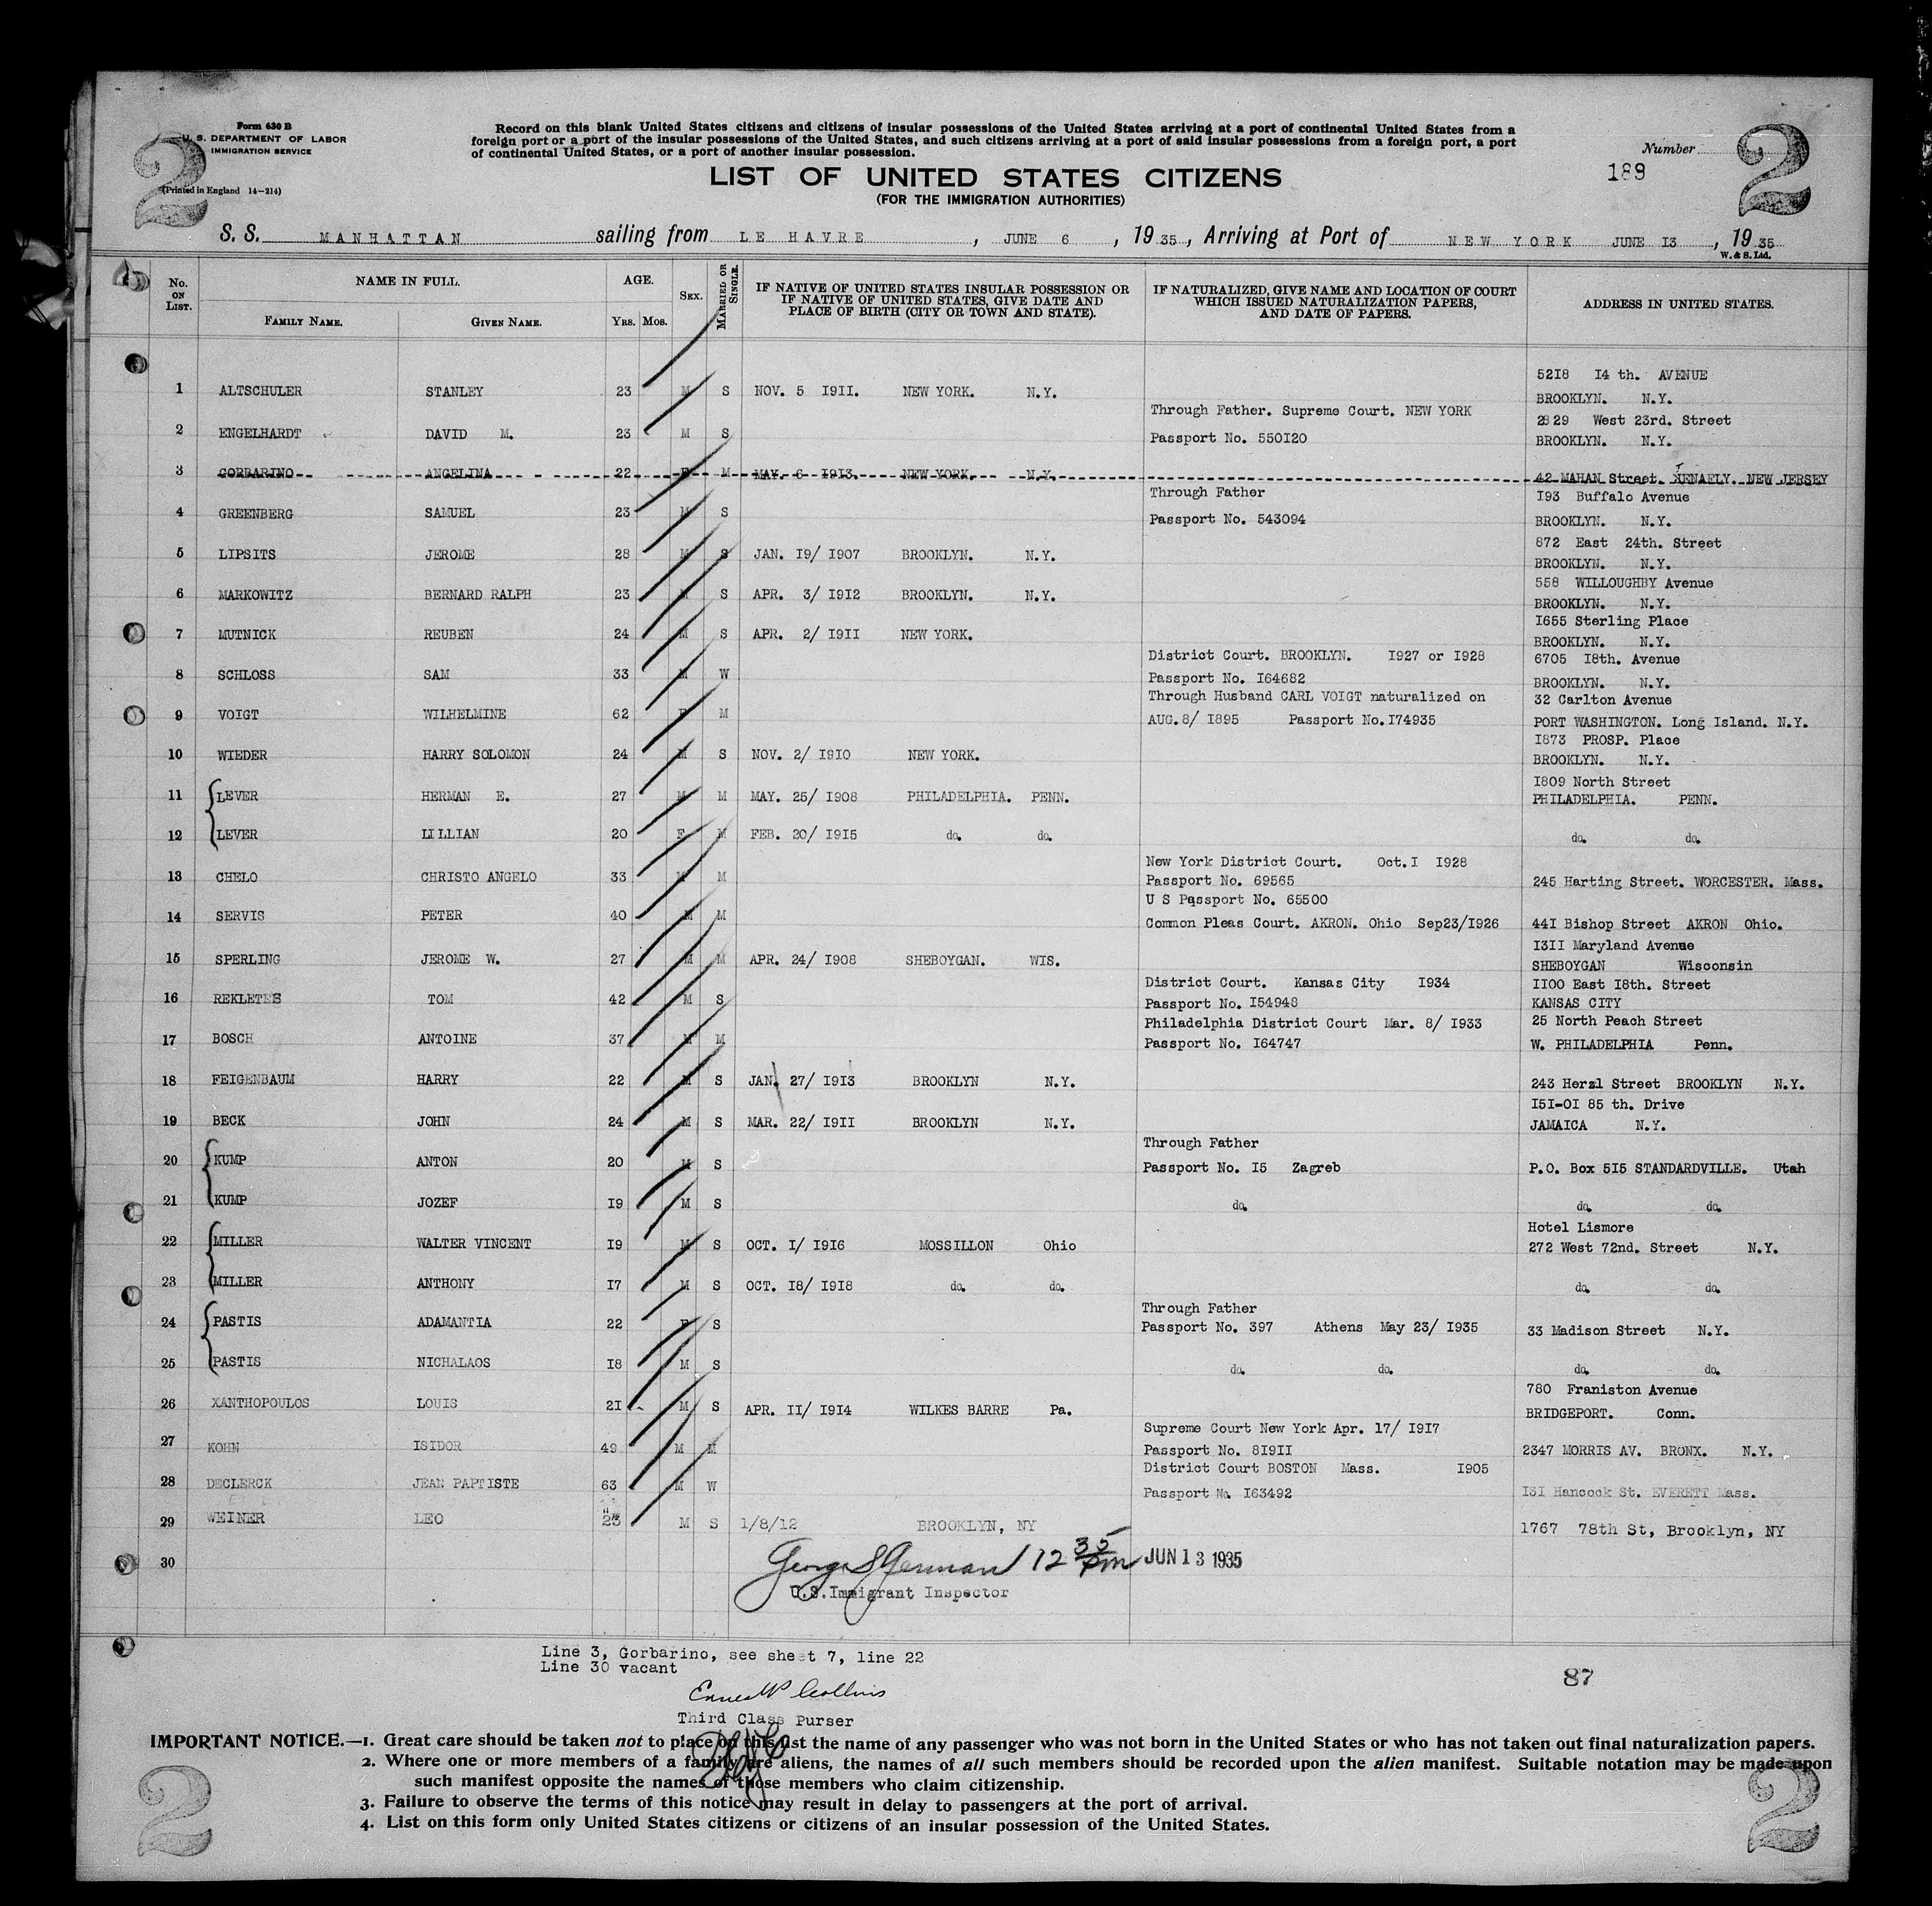 Form 630 B
U. S. DEPARTMENT OF LABOR
IMMIGRATION SERVICE
(Printed in England 14—214)
2
2
Record on this blank United States citizens and citizens of insular possessions of the United States arriving at a port of continental United States from a
foreign port or a port of the insular possessions of the United States, and such citizens arriving at a port of said insular possessions from a foreign port, a port
of continental United States, or a port of another insular possession.
Number
189
LIST OF UNITED STATES CITIZENS
(FOR THE IMMIGRATION AUTHORITIES)
S. S. MANHATTAN sailing from LE HAVRE , JUNE 6 , 19 35, Arriving at Port of NEW YORK JUNE 13 , 19 35
W. & S. Ltd.
No. ON LIST. NAME IN FULL. FAMILY NAME. GIVEN NAME. AGE. YRS. MOS. SEX. MARRIED OR SINGLE. IF NATIVE OF UNITED STATES INSULAR POSSESSION OR IF NATIVE OF UNITED STATES, GIVE DATE AND PLACE OF BIRTH (CITY OR TOWN AND STATE). IF NATURALIZED, GIVE NAME AND LOCATION OF COURT WHICH ISSUED NATURALIZATION PAPERS, AND DATE OF PAPERS. ADDRESS IN UNITED STATES.
5218 14 th. AVENUE
1 ALTSCHULER STANLEY 23 M S NOV. 5 1911. NEW YORK. N.Y. BROOKLYN. N.Y.
Through Father. Supreme Court. NEW YORK 2829 West 23rd. Street
2 ENGELHARDT DAVID M. 23 M S Passport No. 550120 BROOKLYN. N.Y.
3 GORBARINO ANGELINA 22 F M MAY. 6 1913. NEW YORK. N.Y. 42 MAHAN Street. TENAFLY. NEW JERSEY
Through Father 193 Buffalo Avenue
4 GREENBERG SAMUEL 23 M S Passport No. 543094 BROOKLYN. N.Y.
872 East 24th. Street
5 LIPSITS JEROME 28 M S JAN. 19/ 1907 BROOKLYN. N.Y. BROOKLYN. N.Y.
558 WILLOUGHBY Avenue
6 MARKOWITZ BERNARD RALPH 23 M S APR. 3/ 1912 BROOKLYN. N.Y. BROOKLYN. N.Y.
1655 Sterling Place
7 MUTNICK REUBEN 24 M S APR. 2/ 1911 NEW YORK. BROOKLYN. N.Y.
District Court. BROOKLYN. 1927 or 1928 6705 18th. Avenue
8 SCHLOSS SAM 33 M W Passport No. 164682 BROOKLYN. N.Y.
Through Husband CARL VOIGT naturalized on 32 Carlton Avenue
9 VOIGT WILHELMINE 62 F M AUG.8/ 1895 Passport No.174935 PORT WASHINGTON. Long Island. N.Y.
1873 PROSP. Place
10 WIEDER HARRY SOLOMON 24 M S NOV. 2/ 1910 NEW YORK. BROOKLYN. N.Y.
1809 North Street
11 LEVER HERMAN E. 27 M M MAY. 25/ 1908 PHILADELPHIA. PENN. PHILADELPHIA. PENN.
12 LEVER LILLIAN 20 F M FEB. 20/ 1915 do. do. do. do.
New York District Court. Oct.1 1928
13 CHELO CHRISTO ANGELO 33 M M Passport No. 69565 245 Harting Street. WORCESTER. Mass.
U S Passport No. 65500
14 SERVIS PETER 40 M M Common Pleas Court. AKRON. Ohio Sep23/1926 441 Bishop Street AKRON Ohio.
1311 Maryland Avenue
15 SPERLING JEROME W. 27 M M APR. 24/ 1908 SHEBOYGAN. WIS. SHEBOYGAN Wisconsin
District Court. Kansas City 1934 1100 East 18th. Street
16 REKLETES TOM 42 M S Passport No. 154948 KANSAS CITY
Philadelphia District Court Mar. 8/ 1933 25 North Peach Street
17 BOSCH ANTOINE 37 M M Passport No. 164747 W. PHILADELPHIA Penn.
18 FEIGENBAUM HARRY 22 M S JAN. 27/ 1913 BROOKLYN N.Y. 243 Herzl Street BROOKLYN N.Y.
151-01 85 th. Drive
19 BECK JOHN 24 M S MAR. 22/ 1911 BROOKLYN N.Y. JAMAICA N.Y.
Through Father
20 KUMP ANTON 20 M S Passport No. 15 Zagreb P.O. Box 515 STANDARDVILLE. Utah
21 KUMP JOZEF 19 M S do. do. do.
Hotel Lismore
22 MILLER WALTER VINCENT 19 M S OCT. 1/ 1916 MOSSILLON Ohio 272 West 72nd. Street N.Y.
23 MILLER ANTHONY 17 M S OCT. 18/ 1918 do. do. do. do.
Through Father
24 PASTIS ADAMANTIA 22 F S Passport No. 397 Athens May 23/ 1935 33 Madison Street N.Y.
25 PASTIS NICHALAOS 18 M S do. do. do. do.
780 Franiston Avenue
26 XANTHOPOULOS LOUIS 21 M S APR. 11/ 1914 WILKES BARRE Pa. BRIDGEPORT. Conn.
Supreme Court New York Apr. 17/ 1917
27 KOHN ISIDOR 49 M M Passport No. 81911 2347 MORRIS AV. BRONX. N.Y.
District Court BOSTON Mass. 1905
28 DECLERCK JEAN PAPTISTE 63 M W Passport No. 163492 131 Hancock St. EVERETT Mass.
29 WEINER LEO 23 M S 1/8/12 BROOKLYN, NY 1767 78th St, Brooklyn, NY
30 12 35 pm JUN 13 1935
U.S.Immigrant Inspector
Line 3, Gorbarino, see sheet 7, line 22
Line 30 vacant
87
Ernest P Collins
Third Class Purser
IMPORTANT NOTICE.—1. Great care should be taken not to place on this list the name of any passenger who was not born in the United States or who has not taken out final naturalization papers.
2. Where one or more members of a family are aliens, the names of all such members should be recorded upon the alien manifest. Suitable notation may be made upon
such manifest opposite the names of those members who claim citizenship.
3. Failure to observe the terms of this notice may result in delay to passengers at the port of arrival.
4. List on this form only United States citizens or citizens of an insular possession of the United States.
2
2